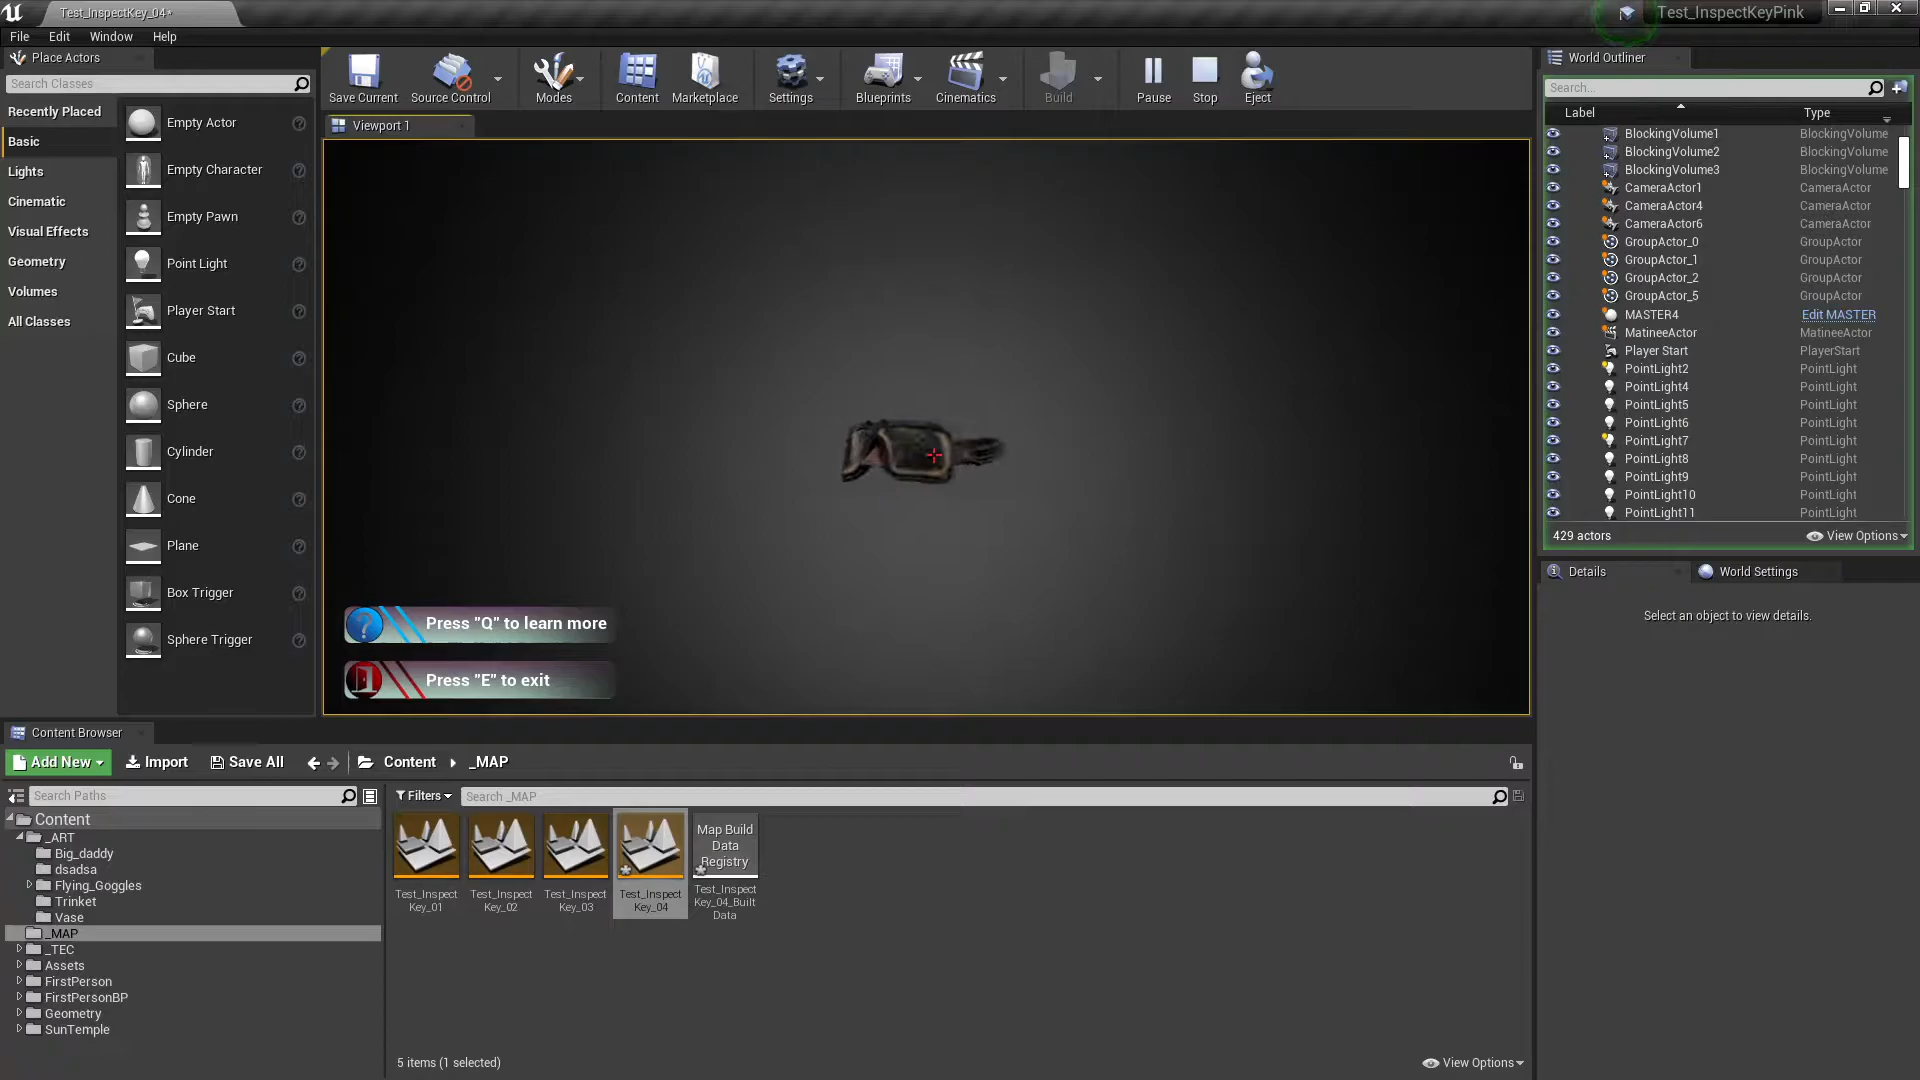 Test_InspectKey_04*
Test_InspectKeyPink
File Edit Window Help
Place Actors
Search Classes
Recently Placed
Basic
Lights
Cinematic
Visual Effects
Geometry
Volumes
All Classes
Empty Actor
Empty Character
Empty Pawn
Point Light
Player Start
Cube
Sphere
Cylinder
Cone
Plane
Box Trigger
Sphere Trigger
Save Current Source Control Modes Content Marketplace Settings Blueprints Cinematics Build Pause Stop Eject
Viewport 1
Press "Q" to learn more
Press "E" to exit
World Outliner
Search...
Label Type
BlockingVolume1 BlockingVolume
BlockingVolume2 BlockingVolume
BlockingVolume3 BlockingVolume
CameraActor1 CameraActor
CameraActor4 CameraActor
CameraActor6 CameraActor
GroupActor_0 GroupActor
GroupActor_1 GroupActor
GroupActor_2 GroupActor
GroupActor_5 GroupActor
MASTER4 Edit MASTER
MatineeActor MatineeActor
Player Start PlayerStart
PointLight2 PointLight
PointLight4 PointLight
PointLight5 PointLight
PointLight6 PointLight
PointLight7 PointLight
PointLight8 PointLight
PointLight9 PointLight
PointLight10 PointLight
PointLight11 PointLight
429 actors View Options
Details World Settings
Select an object to view details.
Content Browser
Add New Import Save All Content _MAP
Search Paths
Filters Search _MAP
Content
_ART
Big_daddy
dsadsa
Flying_Goggles
Trinket
Vase
_MAP
_TEC
Assets
FirstPerson
FirstPersonBP
Geometry
SunTemple
Test_Inspect
Key_01
Test_Inspect
Key_02
Test_Inspect
Key_03
Test_Inspect
Key_04
Map Build
Data
Registry
Test_Inspect
Key_04_Built
Data
5 items (1 selected) View Options